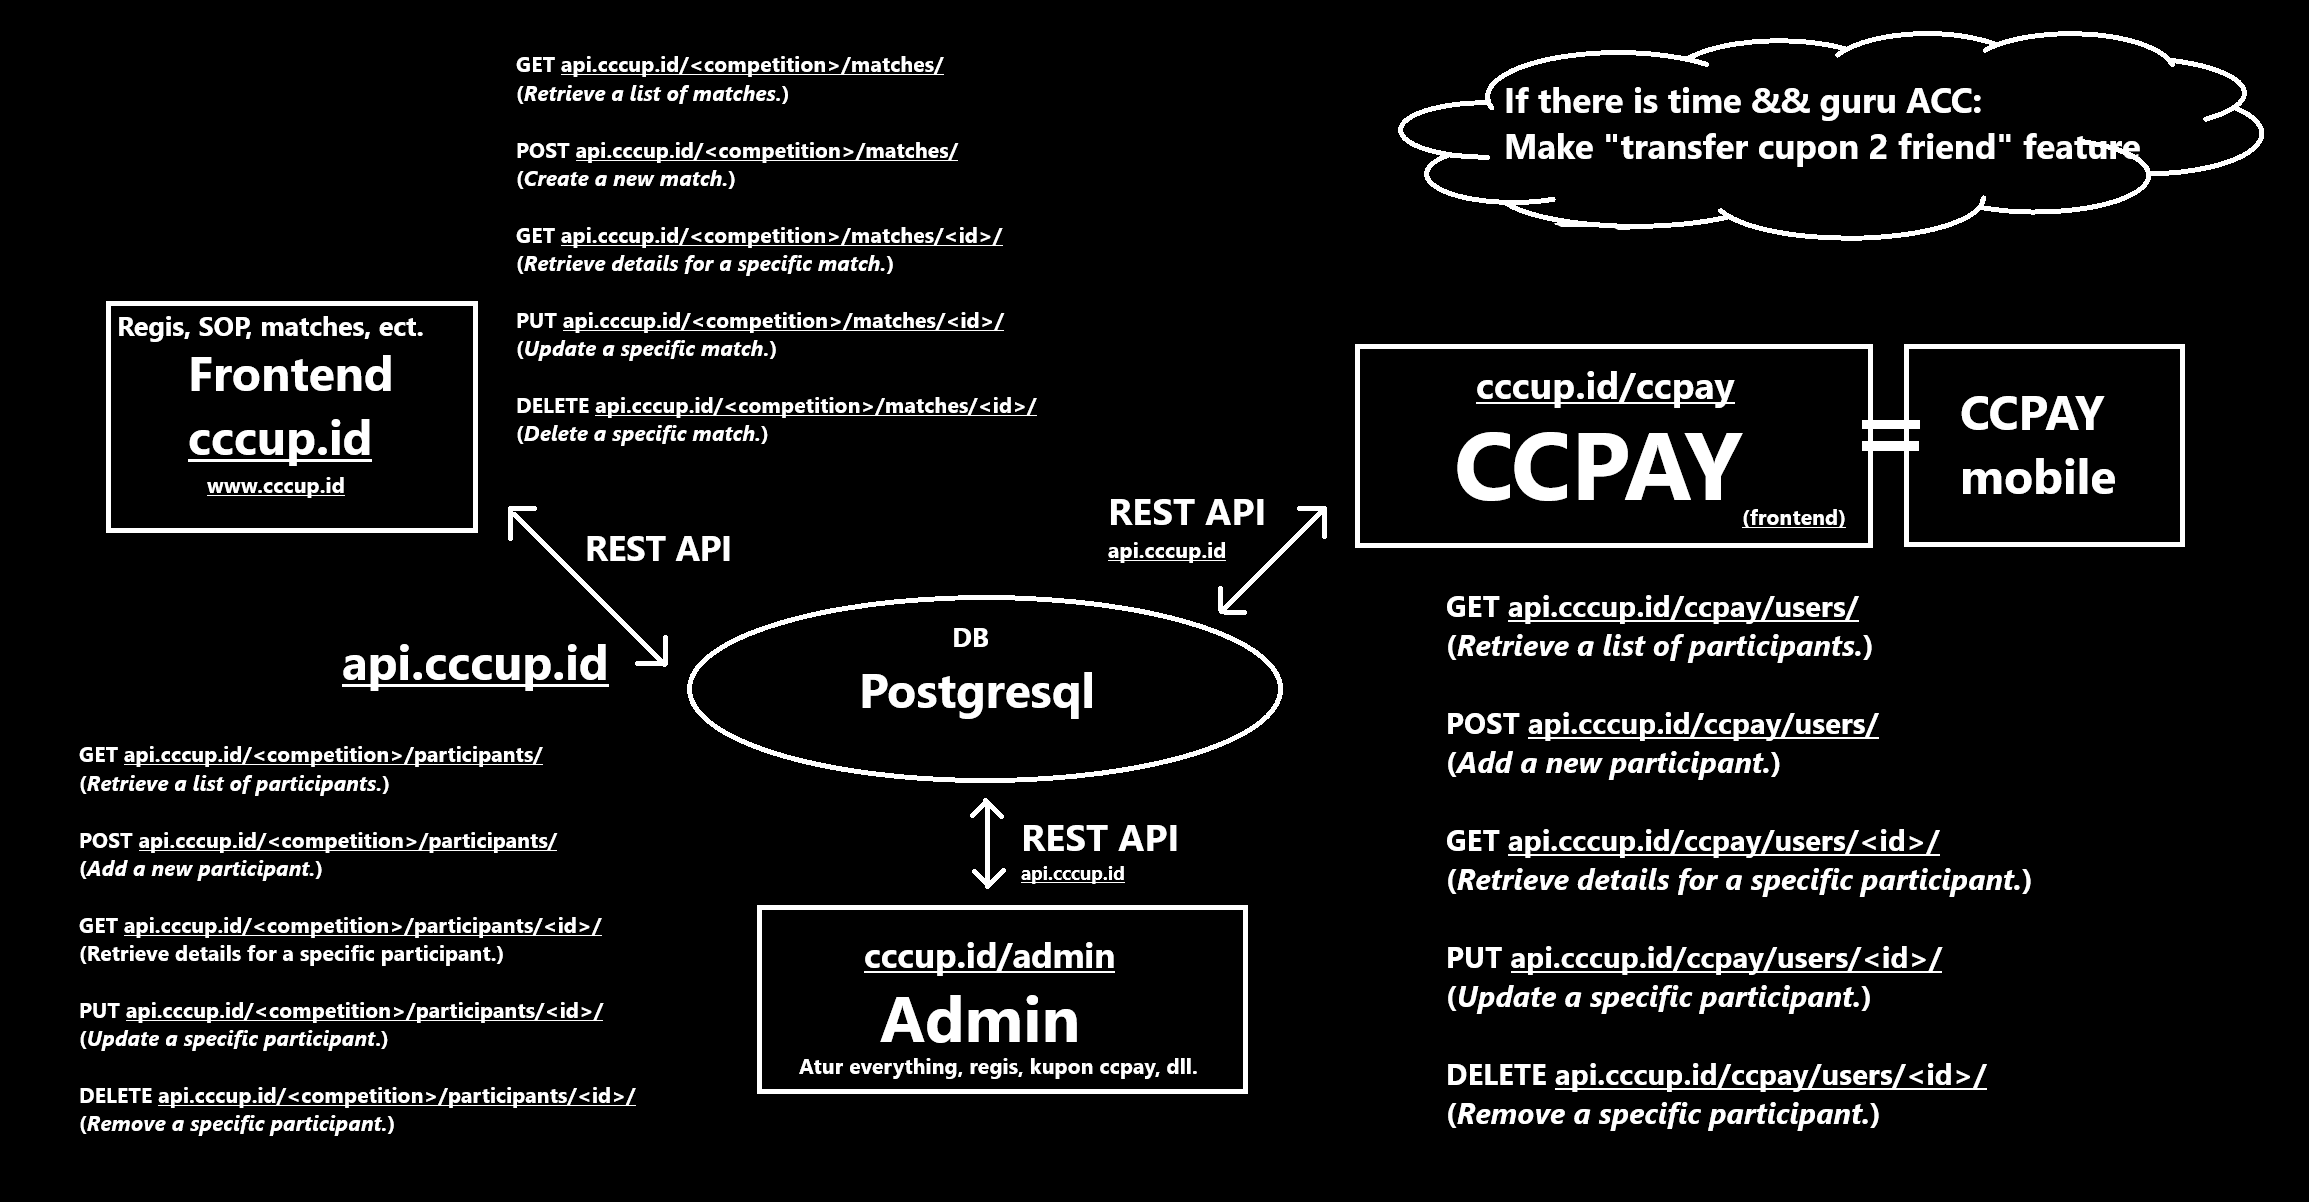 GET api.cccup.id/<competition>/matches/
(Retrieve a list of matches.)
POST api.cccup.id/<competition>/matches/
(Create a new match.)
GET api.cccup.id/<competition>/matches/<id>/
(Retrieve details for a specific match.)
PUT api.cccup.id/<competition>/matches/<id>/
(Update a specific match.)
DELETE api.cccup.id/<competition>/matches/<id>/
(Delete a specific match.)
If there is time && guru ACC:
Make "transfer cupon 2 friend" feature
Regis, SOP, matches, ect.
Frontend
cccup.id
www.cccup.id
REST API
api.cccup.id
REST API
api.cccup.id
cccup.id/ccpay
CCPAY
(frontend)
CCPAY
mobile
DB
Postgresql
GET api.cccup.id/<competition>/participants/
(Retrieve a list of participants.)
POST api.cccup.id/<competition>/participants/
(Add a new participant.)
GET api.cccup.id/<competition>/participants/<id>/
(Retrieve details for a specific participant.)
PUT api.cccup.id/<competition>/participants/<id>/
(Update a specific participant.)
DELETE api.cccup.id/<competition>/participants/<id>/
(Remove a specific participant.)
REST API
api.cccup.id
cccup.id/admin
Admin
Atur everything, regis, kupon ccpay, dll.
GET api.cccup.id/ccpay/users/
(Retrieve a list of participants.)
POST api.cccup.id/ccpay/users/
(Add a new participant.)
GET api.cccup.id/ccpay/users/<id>/
(Retrieve details for a specific participant.)
PUT api.cccup.id/ccpay/users/<id>/
(Update a specific participant.)
DELETE api.cccup.id/ccpay/users/<id>/
(Remove a specific participant.)